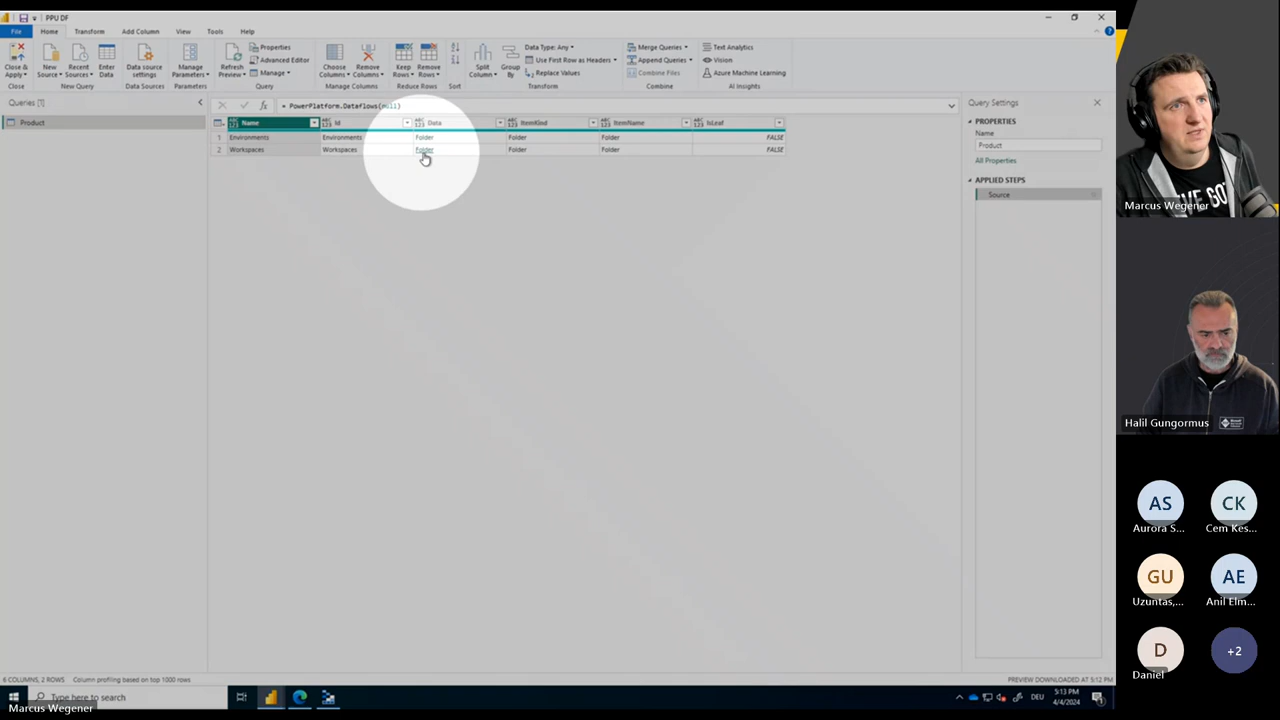 PPU DF
File
Home
Transform
Add Column
View
Tools
Help
Close & Apply
New Source
Recent Sources
Enter Data
Data source settings
Manage Parameters
Refresh Preview
Properties
Advanced Editor
Manage
Choose Columns
Remove Columns
Keep Rows
Remove Rows
Split Column
Group By
Data Type: Any
Use First Row as Headers
Replace Values
Merge Queries
Append Queries
Combine Files
Text Analytics
Vision
Azure Machine Learning
Close
New Query
Data Sources
Parameters
Query
Manage Columns
Reduce Rows
Sort
Transform
Combine
AI Insights
Queries [1]
Product
= PowerPlatform.Dataflows(null)
Name Id Data ItemKind ItemName IsLeaf
1 Environments Environments Folder Folder Folder FALSE
2 Workspaces Workspaces Folder Folder Folder FALSE
Query Settings
PROPERTIES
Name
Product
All Properties
APPLIED STEPS
Source
6 COLUMNS, 2 ROWS Column profiling based on top 1000 rows
PREVIEW DOWNLOADED AT 5:12 PM
Type here to search
DEU
5:13 PM
4/4/2024
Marcus Wegener
Marcus Wegener
Halil Gungormus
AS
Aurora S...
CK
Cem Kes...
GU
Uzuntas,...
AE
Anil Elm...
D
Daniel
+2